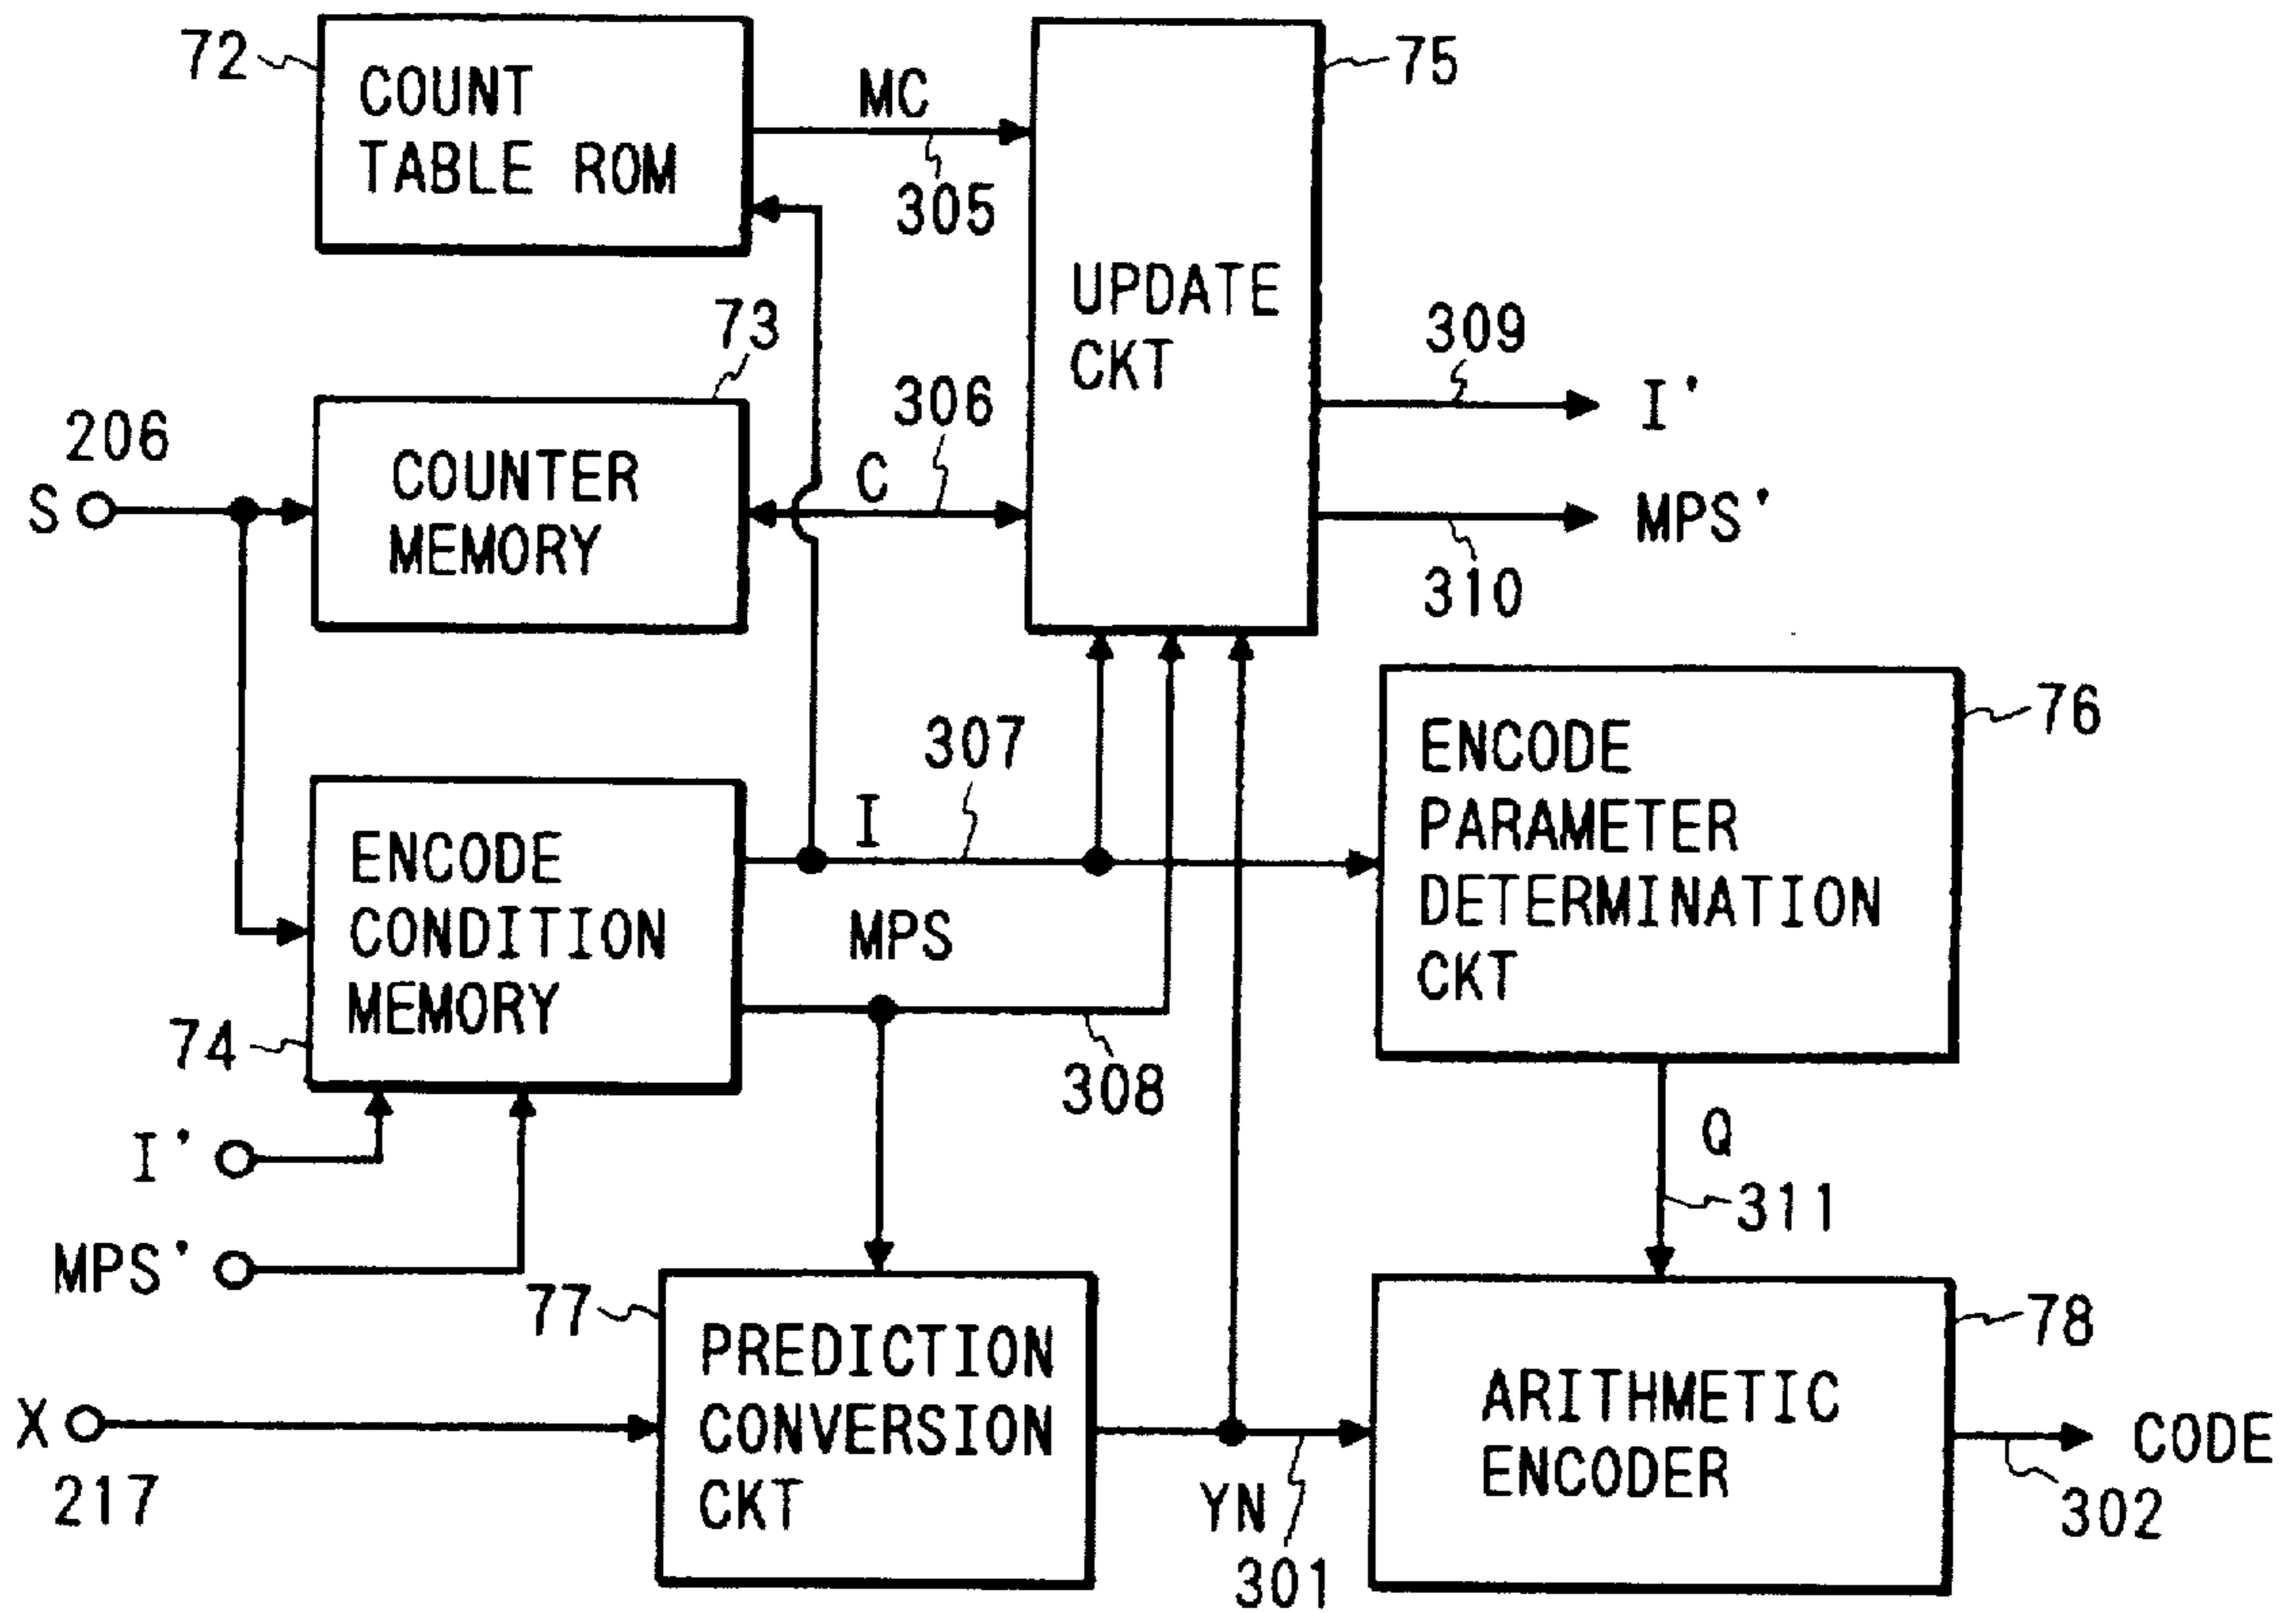 72
COUNT
TABLE ROM
MC
305
75
UPDATE
CKT
73
206
S
COUNTER
MEMORY
306
C
309
I'
MPS'
310
307
I
76
ENCODE
PARAMETER
DETERMINATION
CKT
ENCODE
CONDITION
MEMORY
74
MPS
308
I'
MPS'
Q
311
77
PREDICTION
CONVERSION
CKT
X
217
YN
301
78
ARITHMETIC
ENCODER
CODE
302